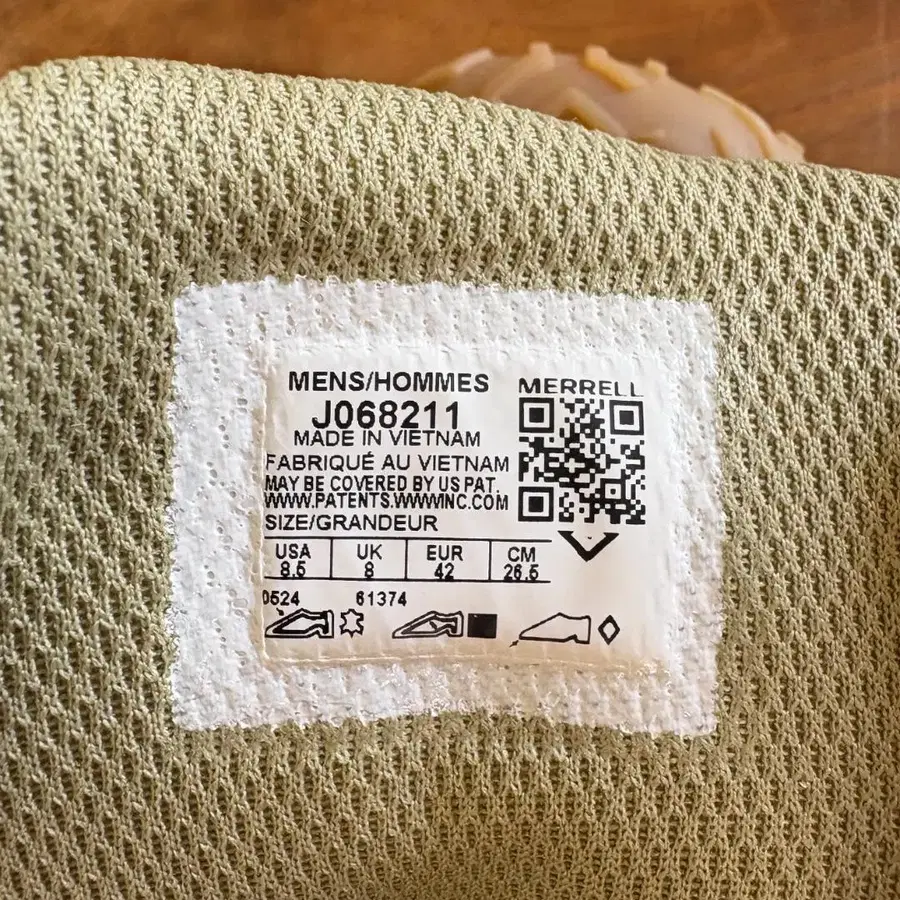 MENS/HOMMES
MERRELL
J068211
MADE IN VIETNAM
FABRIQUÉ AU VIETNAM
MAY BE COVERED BY US PAT.
WWW.PATENTS.WWWINC.COM
SIZE/GRANDEUR
USA UK EUR CM
8.5 8 42 26.5
0524 61374